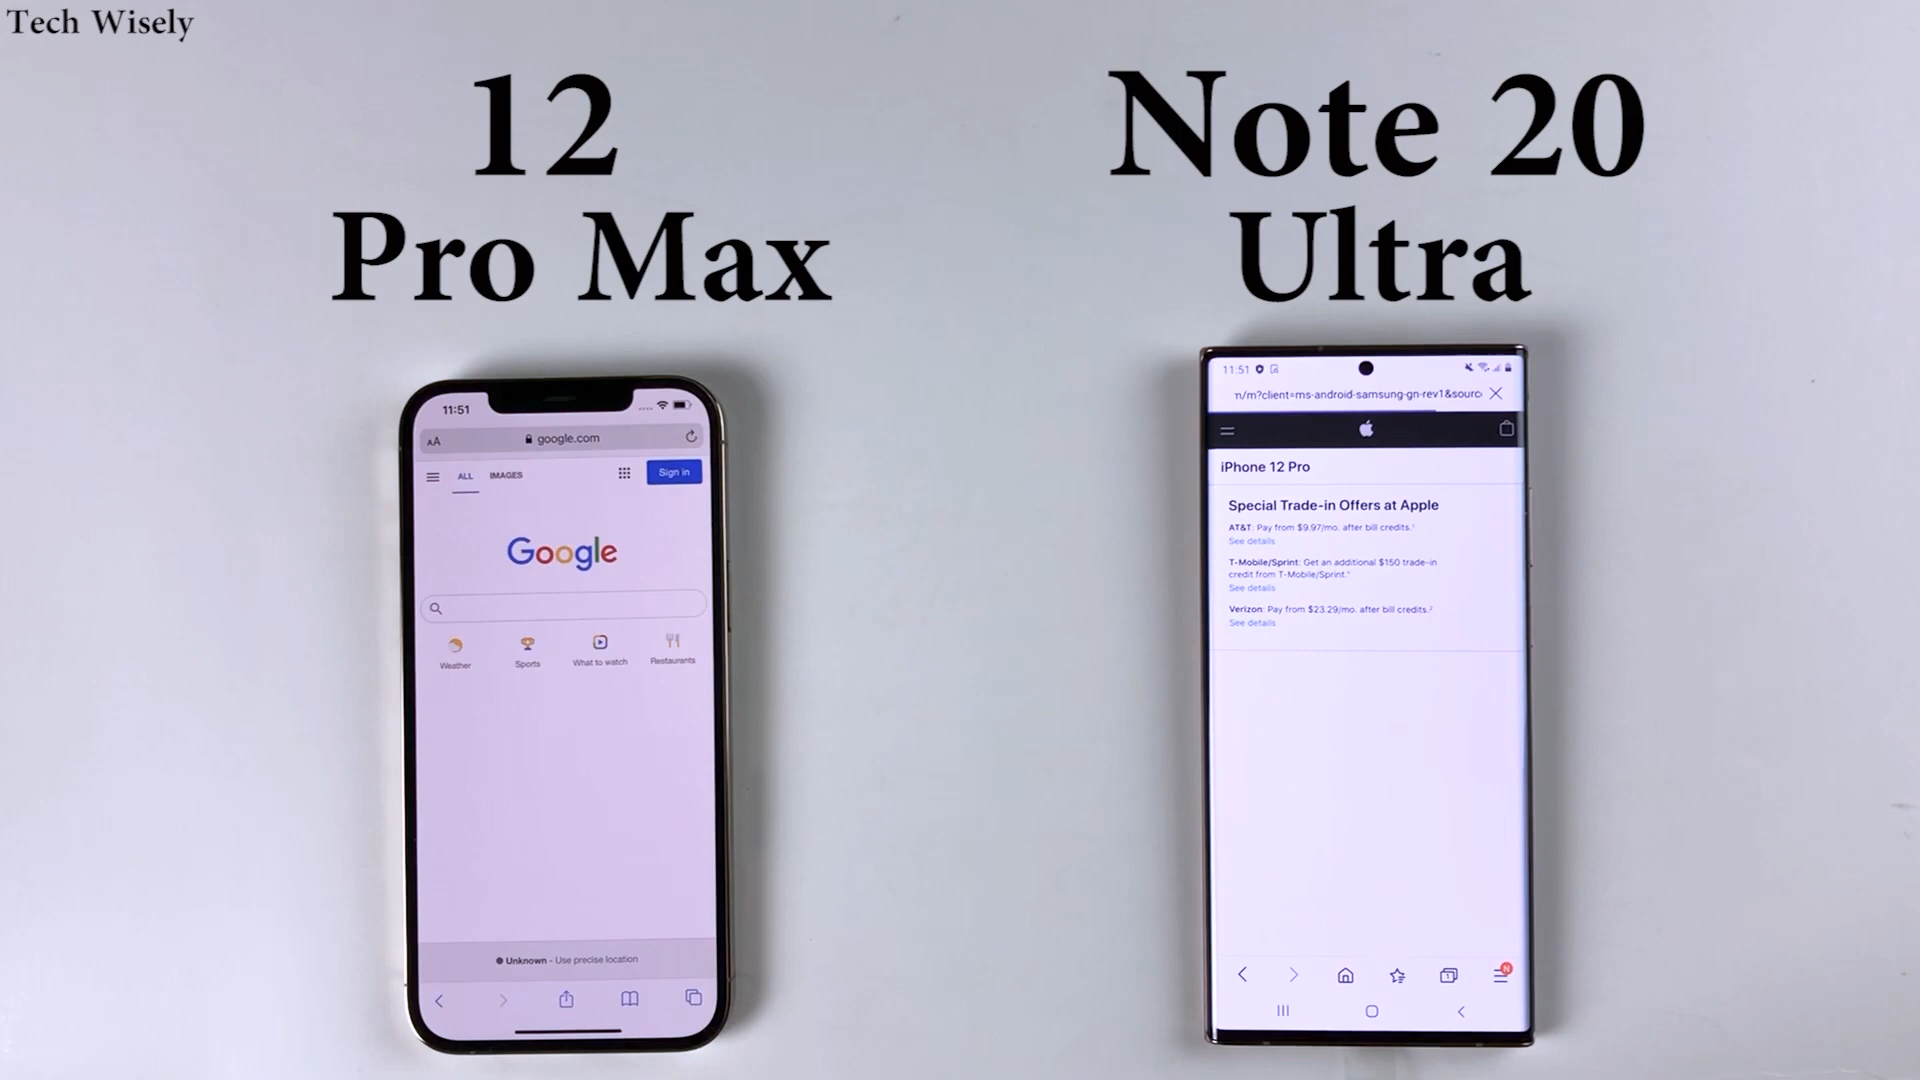 Tech Wisely
12
Pro Max
Note 20
Ultra
11:51
AA
google.com
ALL
IMAGES
Sign in
Google
Weather
Sports
What to watch
Restaurants
Unknown - Use precise location
11:51
n/m?client=ms-android-samsung-gn-rev1&sourc
iPhone 12 Pro
Special Trade-in Offers at Apple
AT&T: Pay from $9.97/mo. after bill credits.¹
See details
T-Mobile/Sprint: Get an additional $150 trade-in
credit from T-Mobile/Sprint.
See details
Verizon: Pay from $23.29/mo. after bill credits.²
See details
1
N